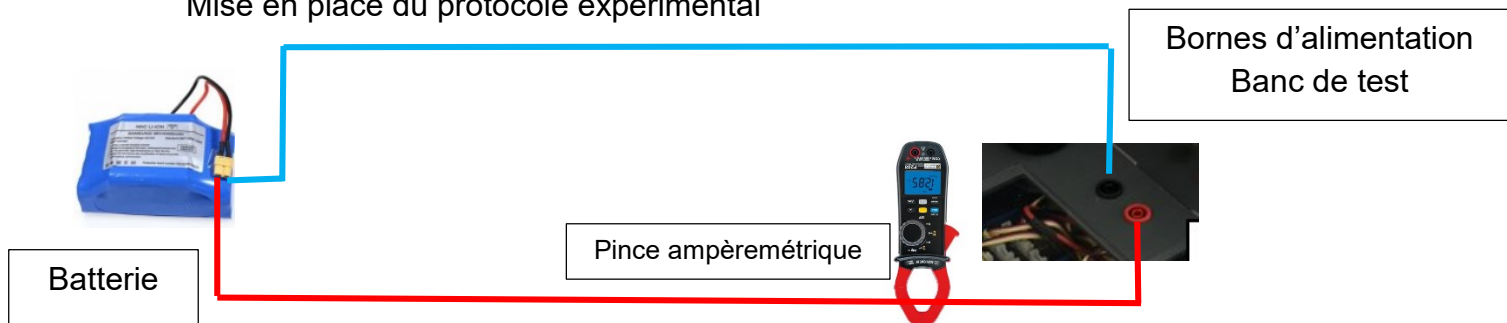 Mise en place du protocole expérimental
Bornes d’alimentation
Banc de test
Pince ampèremétrique
Batterie